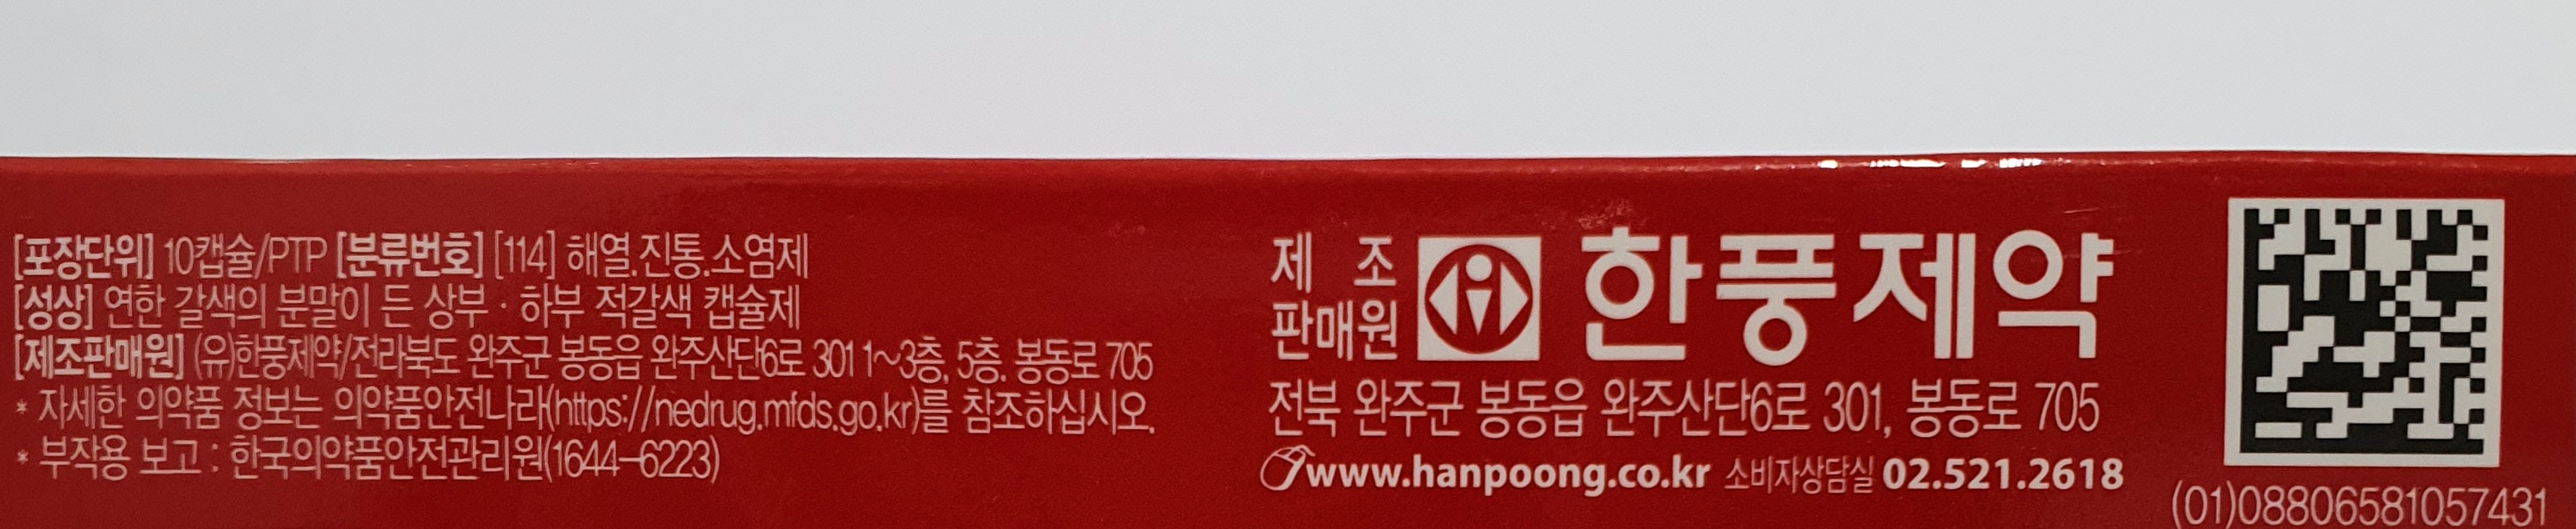 [포장단위] 10캡슐/PTP [분류번호] [114] 해열.진통.소염제
[성상] 연한 갈색의 분말이 든 상부 · 하부 적갈색 캡슐제
[제조판매원] (유)한풍제약/전라북도 완주군 봉동읍 완주산단6로 301 1~3층, 5층. 봉동로 705
* 자세한 의약품 정보는 의약품안전나라(https://nedrug.mfds.go.kr)를 참조하십시오.
* 부작용 보고 : 한국의약품안전관리원(1644-6223)
제 조
판매원
한풍제약
전북 완주군 봉동읍 완주산단6로 301, 봉동로 705
www.hanpoong.co.kr 소비자상담실 02.521.2618
(01)08806581057431